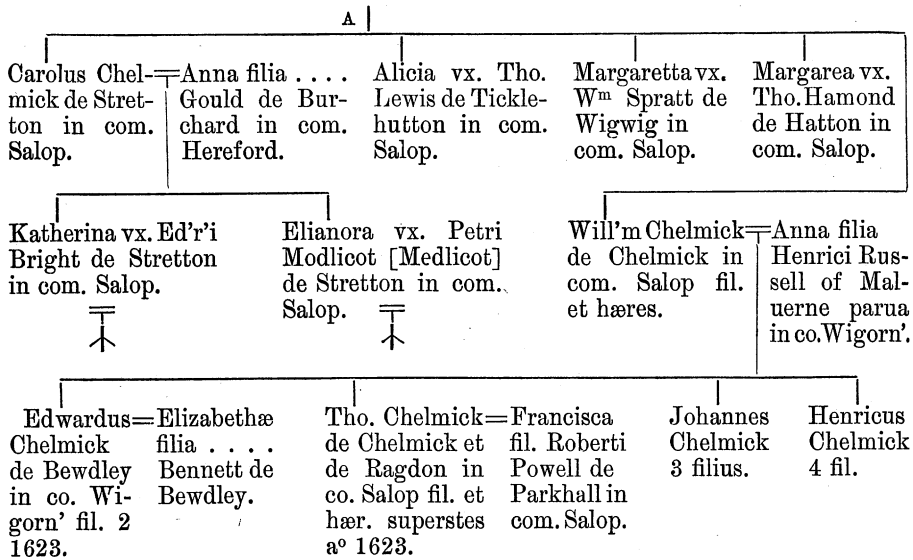 A
Carolus Chel-
mick de Stret-
ton in com.
Salop.
Anna filia ....
Gould de Bur-
chard in com.
Hereford.
Alicia vx. Tho.
Lewis de Tickle-
hutton in com.
Salop.
Margaretta vx.
Wᵐ Spratt de
Wigwig in
com. Salop.
Margarea vx.
Tho. Hamond
de Hatton in
com. Salop.
Katherina vx. Ed'r'i
Bright de Stretton
in com. Salop.
Elianora vx. Petri
Modlicot [Medlicot]
de Stretton in com.
Salop.
Will'm Chelmick
de Chelmick in
com. Salop fil.
et hæres.
Anna filia
Henrici Rus-
sell of Mal-
uerne parua
in co. Wigorn'.
Edwardus
Chelmick
de Bewdley
in co. Wi-
gorn' fil. 2
1623.
Elizabethæ
filia ....
Bennett de
Bewdley.
Tho. Chelmick
de Chelmick et
de Ragdon in
co. Salop fil. et
hær. superstes
aº 1623.
Francisca
fil. Roberti
Powell de
Parkhall in
com. Salop.
Johannes
Chelmick
3 filius.
Henricus
Chelmick
4 fil.